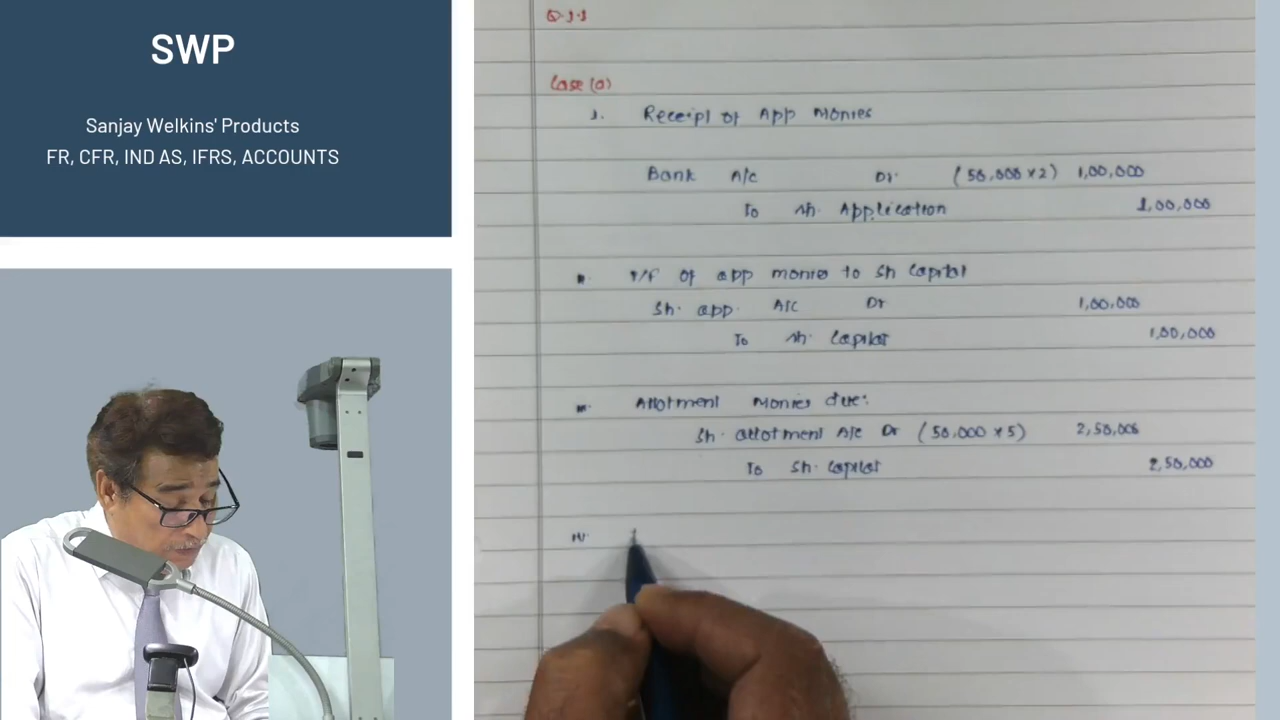 SWP
Sanjay Welkins' Products
FR, CFR, IND AS, IFRS, ACCOUNTS
Q.11
Case (a)
1. Receipt of App Monies
Bank A/c Dr. (50,000 x 2) 1,00,000
To Sh. Application 1,00,000
II. T/F of app monies to Sh Capital
Sh. app. A/c Dr 1,00,000
To Sh. Capital 1,00,000
III. Allotment Monies due:
Sh. allotment A/c Dr (50,000 x 5) 2,50,000
To Sh. Capital 2,50,000
IV.